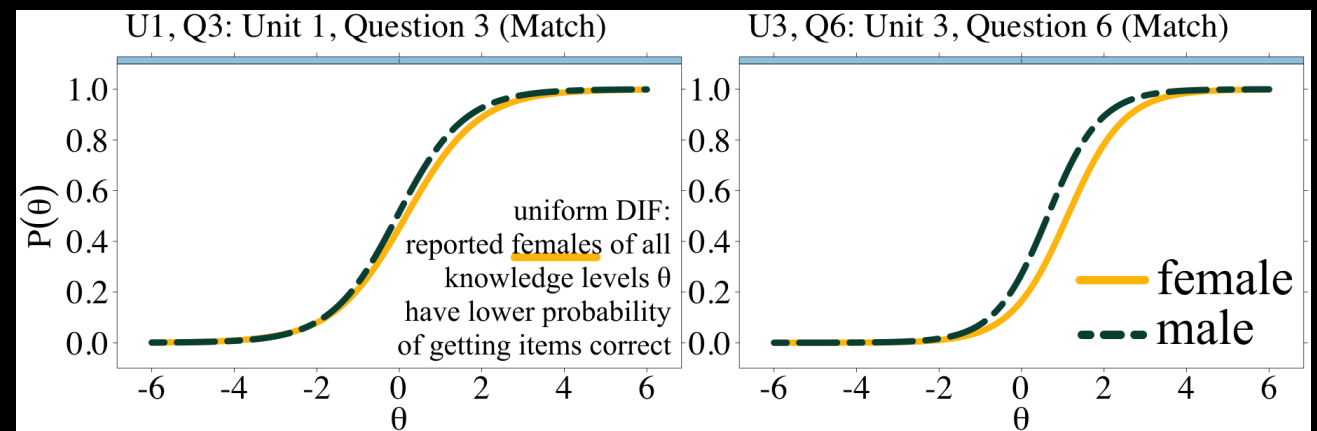 U1, Q3: Unit 1, Question 3 (Match)
P(θ)
1.0
0.8
0.6
0.4
0.2
0.0
uniform DIF:
reported females of all
knowledge levels θ
have lower probability
of getting items correct
-6 -4 -2 0 2 4 6
θ
U3, Q6: Unit 3, Question 6 (Match)
1.0
0.8
0.6
0.4
0.2
0.0
female
male
-6 -4 -2 0 2 4 6
θ